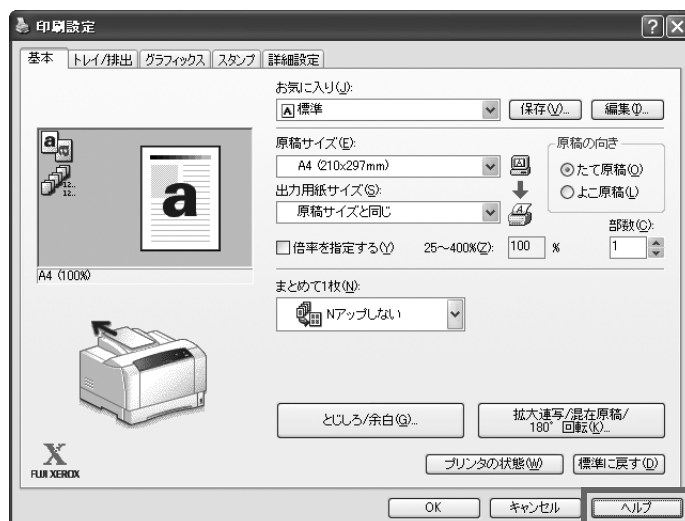 印刷設定
基本 トレイ/排出 グラフィックス スタンプ 詳細設定
お気に入り(J):
A 標準 保存(V)... 編集(I)...
原稿サイズ(E):
A4 (210x297mm)
出力用紙サイズ(S):
原稿サイズと同じ
原稿の向き
たて原稿(O)
よこ原稿(L)
倍率を指定する(Y) 25～400%(Z): 100 %
部数(C):
1
a
A4 (100%)
まとめて1枚(N):
Nアップしない
とじしろ/余白(G)...
拡大連写/混在原稿/
180° 回転(K)...
FUJI XEROX
プリンタの状態(W) 標準に戻す(D)
OK キャンセル ヘルプ